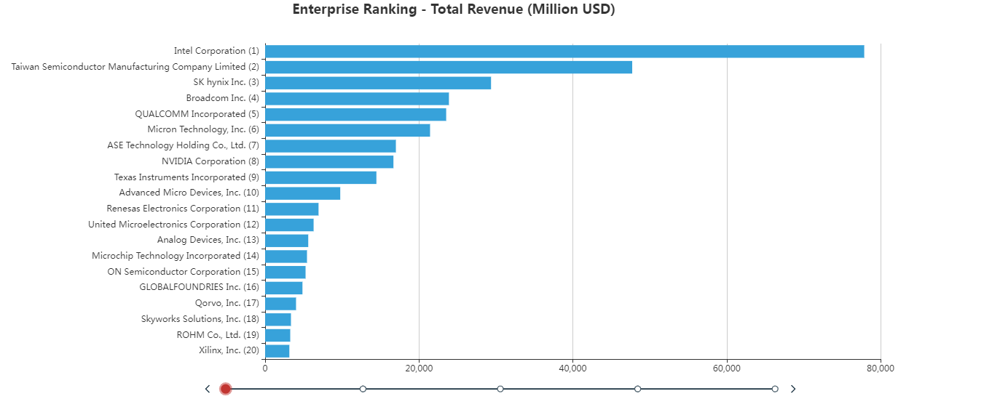 Enterprise Ranking - Total Revenue (Million USD)
Intel Corporation (1)
Taiwan Semiconductor Manufacturing Company Limited (2)
SK hynix Inc. (3)
Broadcom Inc. (4)
QUALCOMM Incorporated (5)
Micron Technology, Inc. (6)
ASE Technology Holding Co., Ltd. (7)
NVIDIA Corporation (8)
Texas Instruments Incorporated (9)
Advanced Micro Devices, Inc. (10)
Renesas Electronics Corporation (11)
United Microelectronics Corporation (12)
Analog Devices, Inc. (13)
Microchip Technology Incorporated (14)
ON Semiconductor Corporation (15)
GLOBALFOUNDRIES Inc. (16)
Qorvo, Inc. (17)
Skyworks Solutions, Inc. (18)
ROHM Co., Ltd. (19)
Xilinx, Inc. (20)
0 20,000 40,000 60,000 80,000